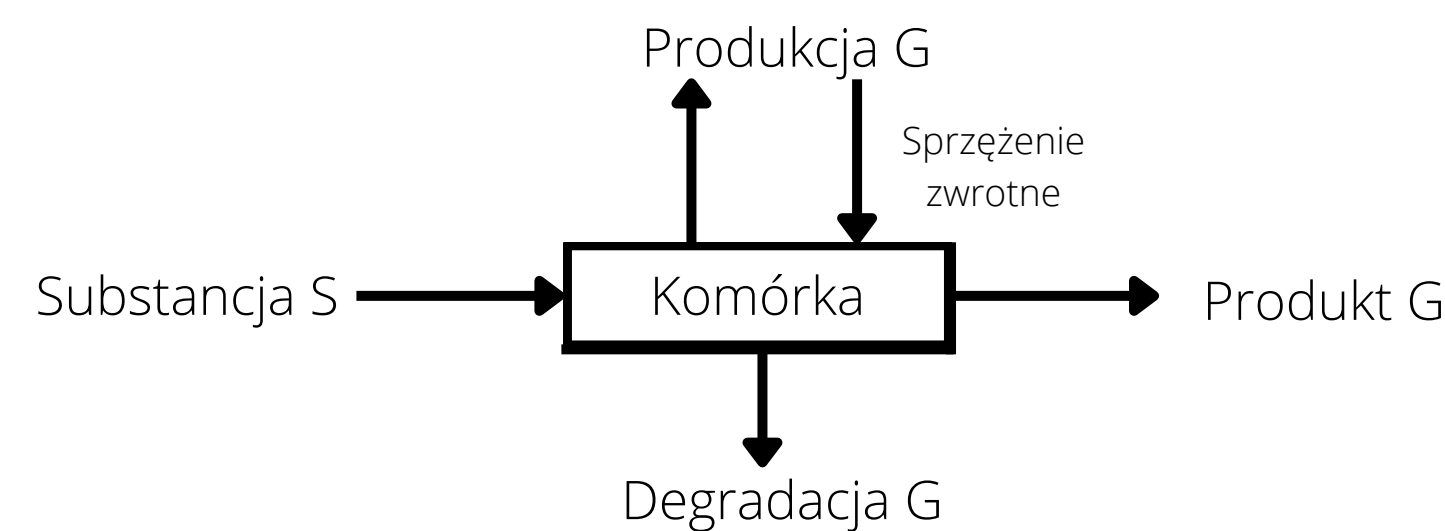 Produkcja G
Sprzężenie
zwrotne
Substancja S
Komórka
Produkt G
Degradacja G